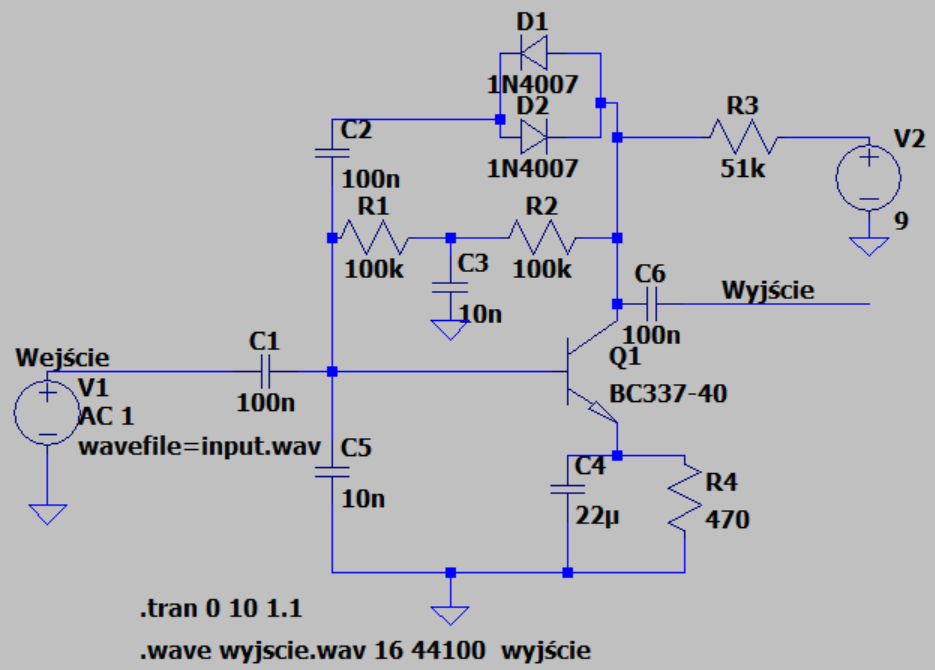 D1
1N4007
D2
1N4007
C2
100n
R3
51k
V2
9
R1
100k
R2
100k
C3
10n
C6
100n
Wyjście
Wejście
V1
AC 1
wavefile=input.wav
C1
100n
Q1
BC337-40
C5
10n
C4
22µ
R4
470
.tran 0 10 1.1
.wave wyjscie.wav 16 44100 wyjście